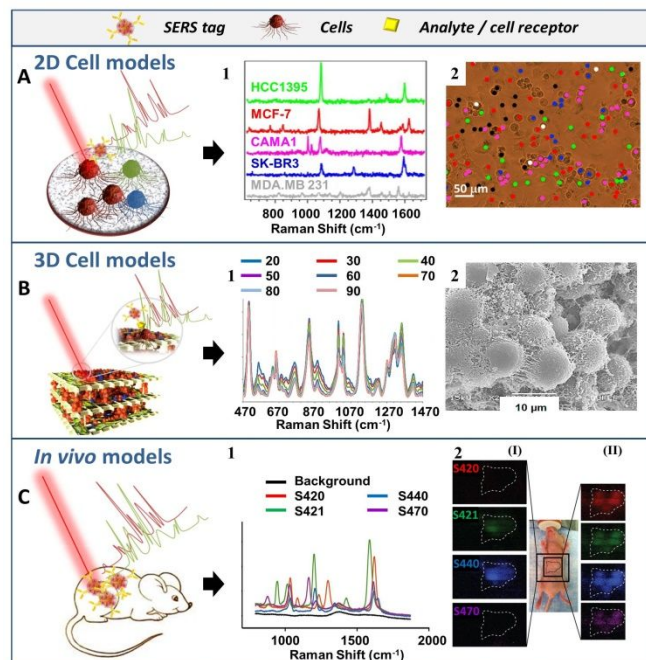 SERS tag Cells Analyte / cell receptor
2D Cell models
A
1
HCC1395
MCF-7
CAMA1
SK-BR3
MDA.MB 231
800 1000 1200 1400 1600
Raman Shift (cm-1)
2
50 µm
3D Cell models
B
1
20 30 40
50 60 70
80 90
470 670 870 1070 1270 1470
Raman Shift (cm-1)
2
10 µm
In vivo models
C
1
Background
S420 S440
S421 S470
1000 1500 2000
Raman Shift (cm-1)
2 (I) (II)
S420
S421
S440
S470